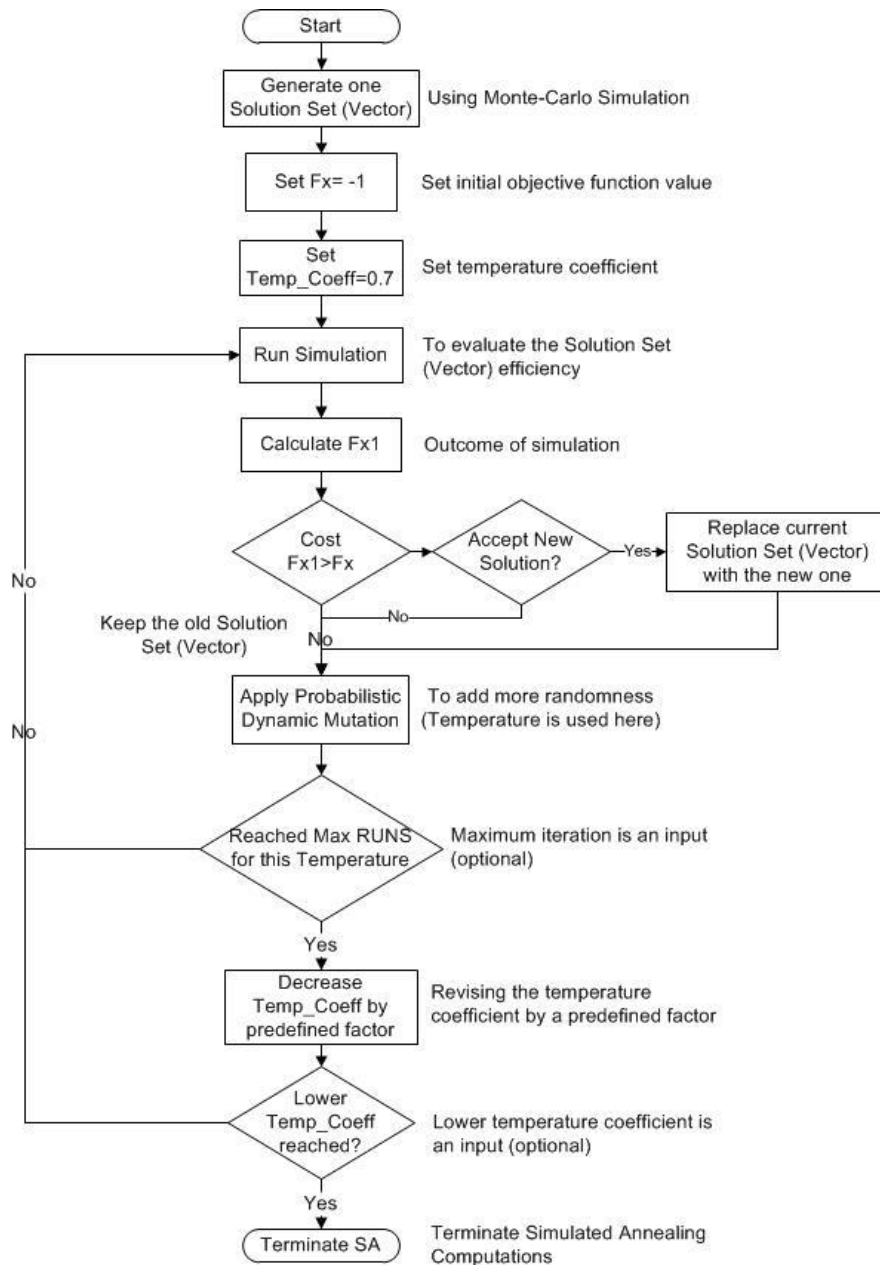 Start
Generate one
Solution Set (Vector)
Using Monte-Carlo Simulation
Set Fx= -1
Set initial objective function value
Set
Temp_Coeff=0.7
Set temperature coefficient
Run Simulation
To evaluate the Solution Set
(Vector) efficiency
Calculate Fx1
Outcome of simulation
Cost
Fx1>Fx
Accept New
Solution?
Yes
Replace current
Solution Set (Vector)
with the new one
No
No
Keep the old Solution
Set (Vector)
No
Apply Probabilistic
Dynamic Mutation
To add more randomness
(Temperature is used here)
No
Reached Max RUNS
for this Temperature
Maximum iteration is an input
(optional)
Yes
Decrease
Temp_Coeff by
predefined factor
Revising the temperature
coefficient by a predefined factor
Lower
Temp_Coeff
reached?
Lower temperature coefficient is
an input (optional)
Yes
Terminate SA
Terminate Simulated Annealing
Computations